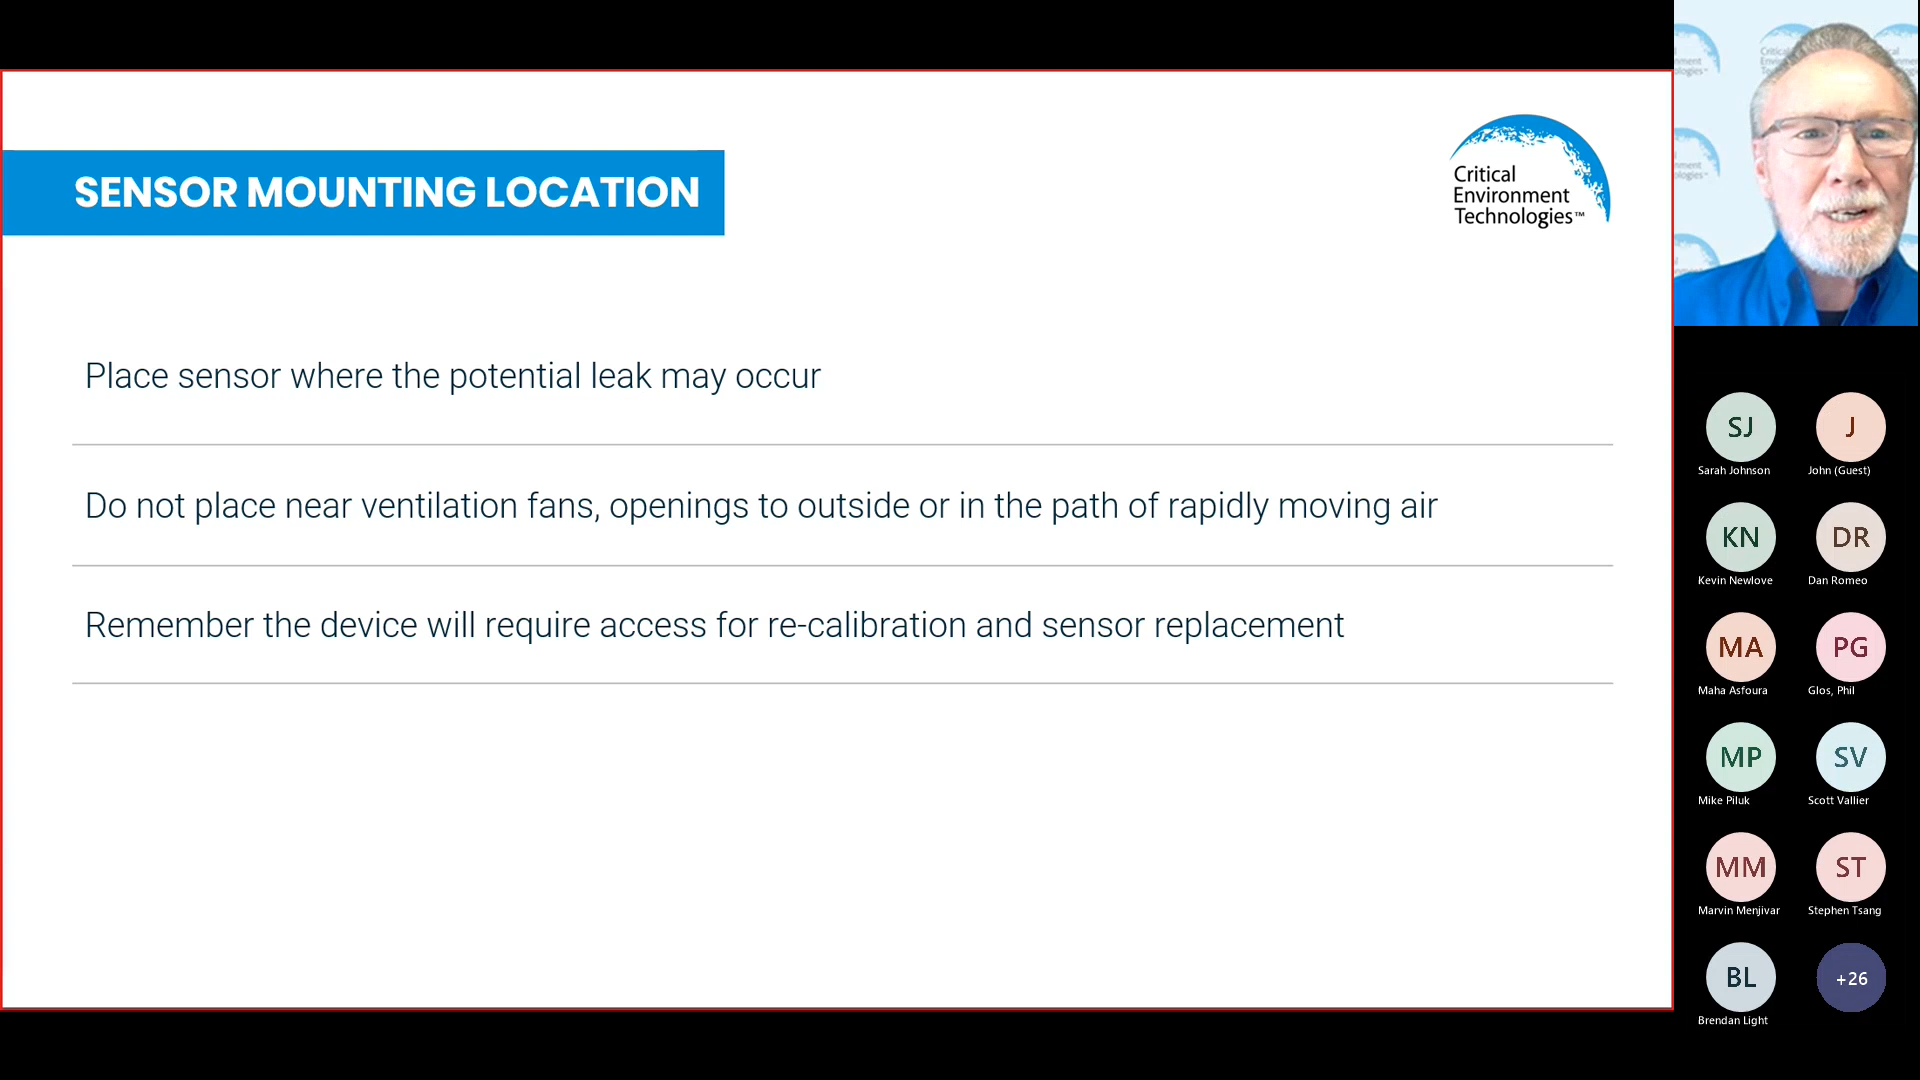 SENSOR MOUNTING LOCATION
Critical
Environment
Technologies™
Place sensor where the potential leak may occur
Do not place near ventilation fans, openings to outside or in the path of rapidly moving air
Remember the device will require access for re-calibration and sensor replacement
SJ
Sarah Johnson
J
John (Guest)
KN
Kevin Newlove
DR
Dan Romeo
MA
Maha Asfoura
PG
Glos, Phil
MP
Mike Piluk
SV
Scott Vallier
MM
Marvin Menjivar
ST
Stephen Tsang
BL
Brendan Light
+26